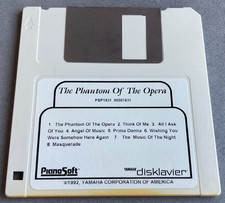 The Phantom Of The Opera
PSP1031 00001031
1. The Phantom Of The Opera 2. Think Of Me 3. All I Ask
Of You 4. Angel Of Music 5. Prima Donna 6. Wishing You
Were Somehow Here Again 7. The Music Of The Night
8. Masquerade
PianoSoft
YAMAHA disklavier
©1992, YAMAHA CORPORATION OF AMERICA